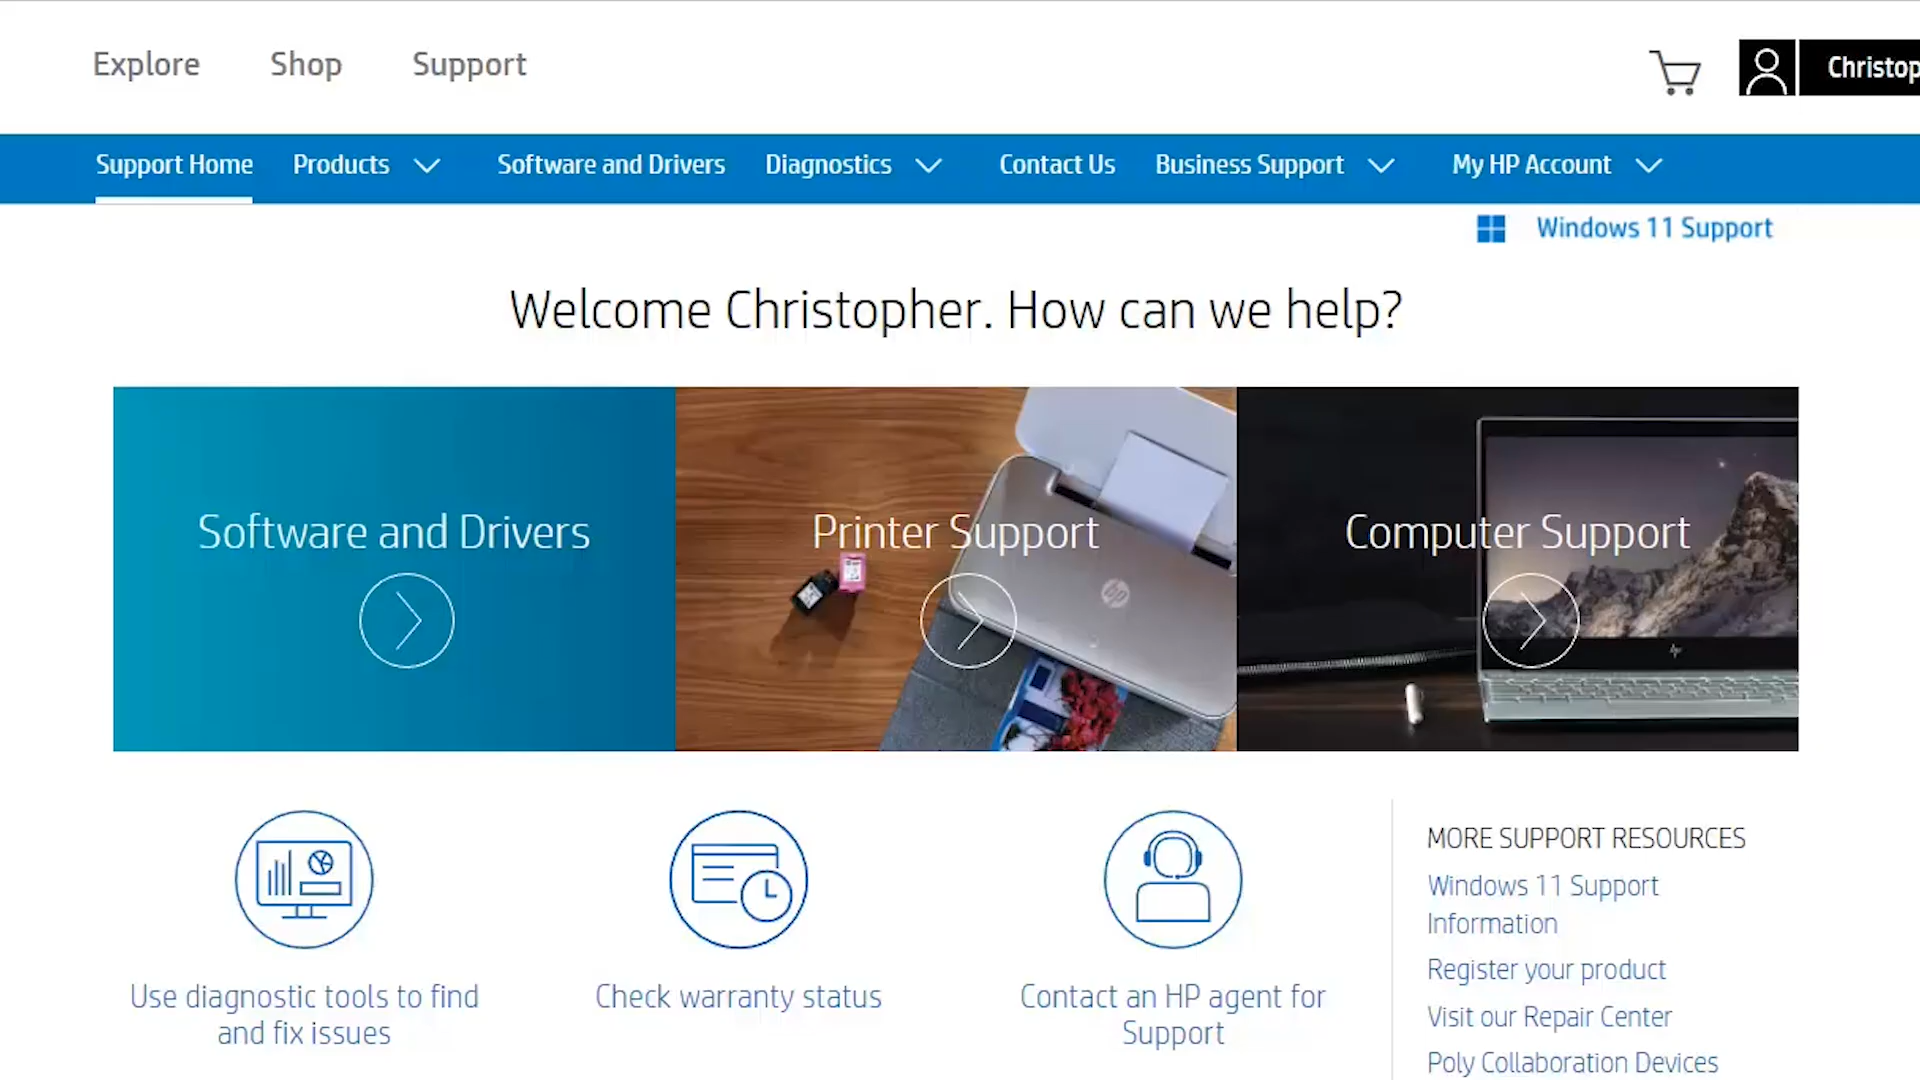 Explore Shop Support
Christop
Support Home Products Software and Drivers Diagnostics Contact Us Business Support My HP Account
Windows 11 Support
Welcome Christopher. How can we help?
Software and Drivers
Printer Support
Computer Support
hp
hp
Use diagnostic tools to find
and fix issues
Check warranty status
Contact an HP agent for
Support
MORE SUPPORT RESOURCES
Windows 11 Support
Information
Register your product
Visit our Repair Center
Poly Collaboration Devices